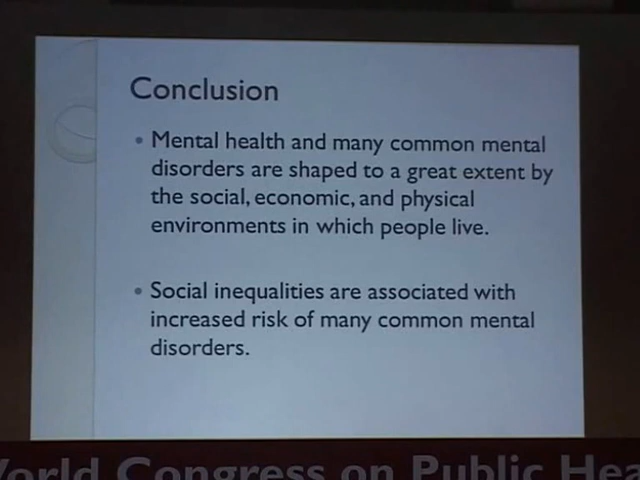 Conclusion
• Mental health and many common mental
disorders are shaped to a great extent by
the social, economic, and physical
environments in which people live.
• Social inequalities are associated with
increased risk of many common mental
disorders.
World Congress on Public Hea